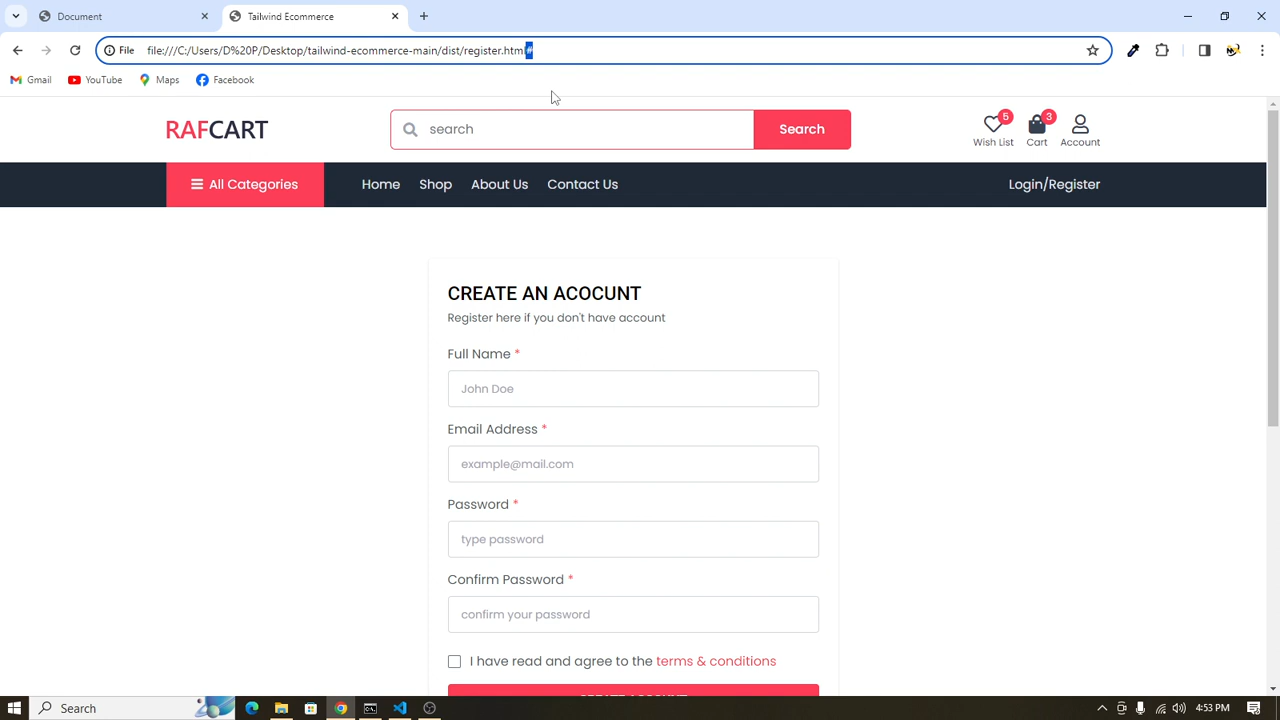 Document
Tailwind Ecommerce
File
file:///C:/Users/D%20P/Desktop/tailwind-ecommerce-main/dist/register.html#
Gmail
YouTube
Maps
Facebook
RAFCART
search
Search
5
Wish List
3
Cart
Account
All Categories
Home
Shop
About Us
Contact Us
Login/Register
CREATE AN ACOCUNT
Register here if you don't have account
Full Name *
John Doe
Email Address *
example@mail.com
Password *
type password
Confirm Password *
confirm your password
I have read and agree to the terms & conditions
CREATE ACCOUNT
Search
4:53 PM